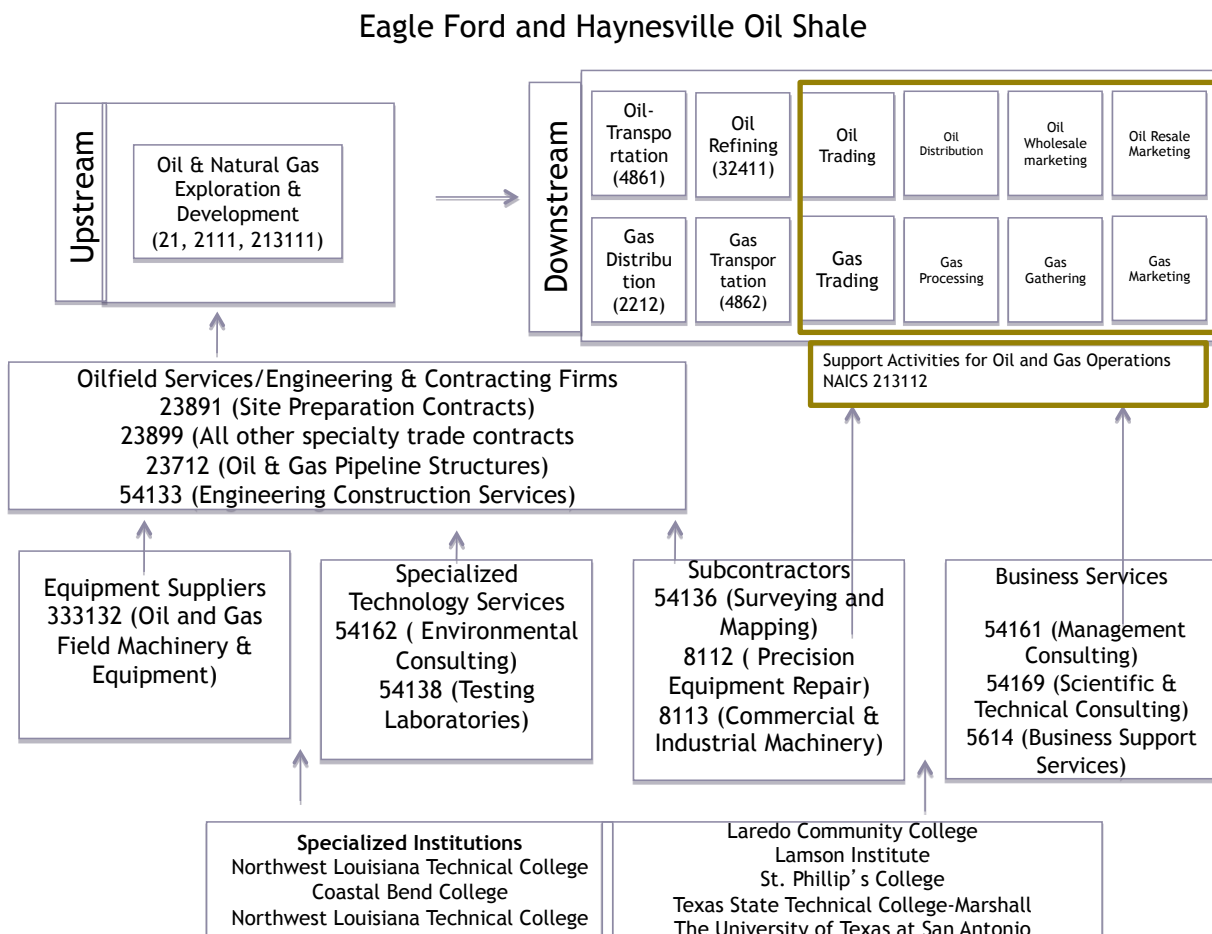 Eagle Ford and Haynesville Oil Shale
Upstream
Oil & Natural Gas
Exploration &
Development
(21, 2111, 213111)
Downstream
Oil-
Transpo
rtation
(4861)
Oil
Refining
(32411)
Oil
Trading
Oil
Distribution
Oil
Wholesale
marketing
Oil Resale
Marketing
Gas
Distribu
tion
(2212)
Gas
Transpor
tation
(4862)
Gas
Trading
Gas
Processing
Gas
Gathering
Gas
Marketing
Support Activities for Oil and Gas Operations
NAICS 213112
Oilfield Services/Engineering & Contracting Firms
23891 (Site Preparation Contracts)
23899 (All other specialty trade contracts
23712 (Oil & Gas Pipeline Structures)
54133 (Engineering Construction Services)
Equipment Suppliers
333132 (Oil and Gas
Field Machinery &
Equipment)
Specialized
Technology Services
54162 ( Environmental
Consulting)
54138 (Testing
Laboratories)
Subcontractors
54136 (Surveying and
Mapping)
8112 ( Precision
Equipment Repair)
8113 (Commercial &
Industrial Machinery)
Business Services
54161 (Management
Consulting)
54169 (Scientific &
Technical Consulting)
5614 (Business Support
Services)
Specialized Institutions
Northwest Louisiana Technical College
Coastal Bend College
Northwest Louisiana Technical College
Laredo Community College
Lamson Institute
St. Phillip's College
Texas State Technical College-Marshall
The University of Texas at San Antonio